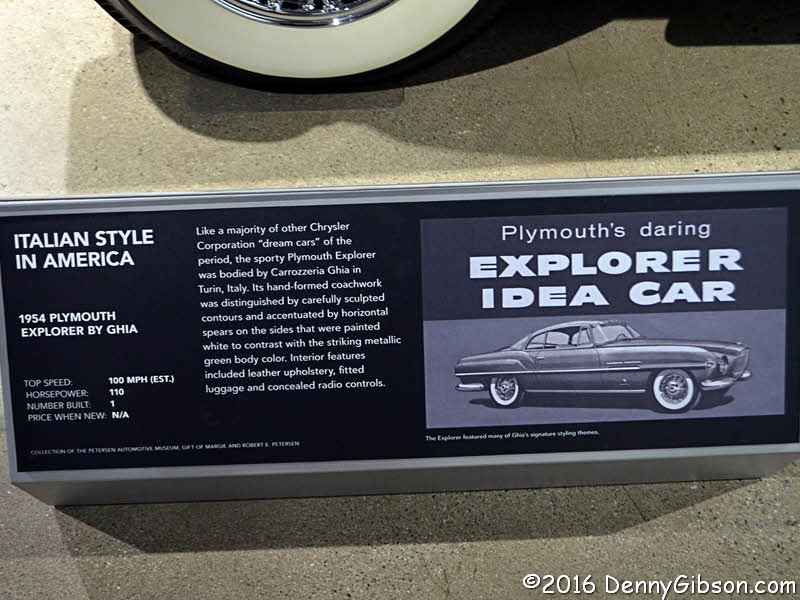 ITALIAN STYLE
IN AMERICA
1954 PLYMOUTH
EXPLORER BY GHIA
TOP SPEED: 100 MPH (EST.)
HORSEPOWER: 110
NUMBER BUILT: 1
PRICE WHEN NEW: N/A
COLLECTION OF THE PETERSEN AUTOMOTIVE MUSEUM, GIFT OF MARGIE AND ROBERT E. PETERSEN
Like a majority of other Chrysler
Corporation “dream cars” of the
period, the sporty Plymouth Explorer
was bodied by Carrozzeria Ghia in
Turin, Italy. Its hand-formed coachwork
was distinguished by carefully sculpted
contours and accentuated by horizontal
spears on the sides that were painted
white to contrast with the striking metallic
green body color. Interior features
included leather upholstery, fitted
luggage and concealed radio controls.
Plymouth's daring
EXPLORER
IDEA CAR
The Explorer featured many of Ghia's signature styling themes.
©2016 DennyGibson.com